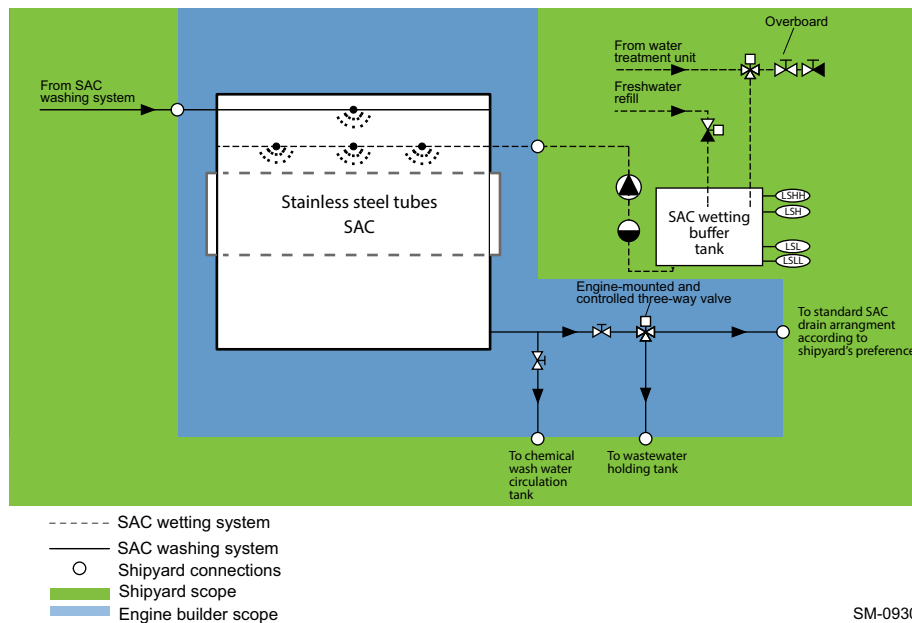 Overboard
From water
treatment unit
Freshwater
refill
From SAC
washing system
LSHH
LSH
LSL
LSLL
Stainless steel tubes
SAC
SAC wetting
buffer
tank
Engine-mounted and
controlled three-way valve
To standard SAC
drain arrangment
according to
shipyard's preference
To chemical
wash water
circulation
tank
To wastewater
holding tank
SAC wetting system
SAC washing system
Shipyard connections
Shipyard scope
Engine builder scope
SM-0930